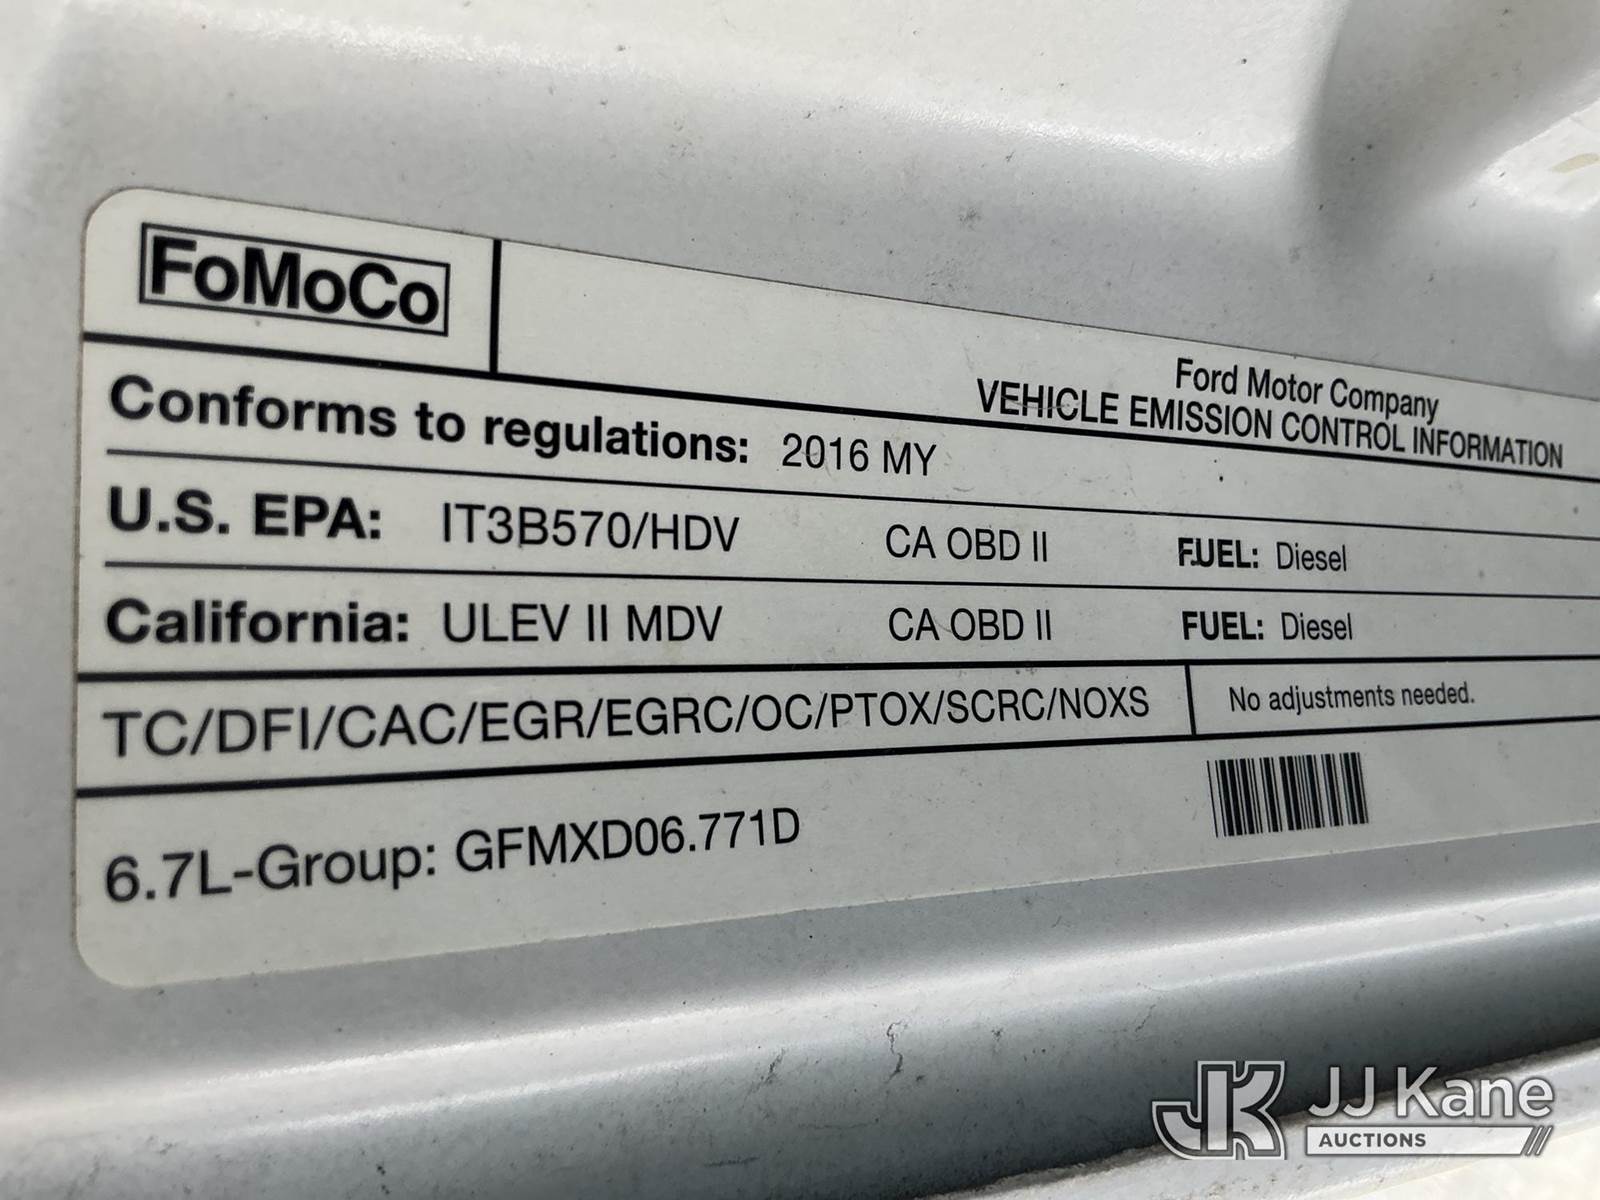 FoMoCo
Ford Motor Company
VEHICLE EMISSION CONTROL INFORMATION
Conforms to regulations: 2016 MY
U.S. EPA: IT3B570/HDV CA OBD II FUEL: Diesel
California: ULEV II MDV CA OBD II FUEL: Diesel
TC/DFI/CAC/EGR/EGRC/OC/PTOX/SCRC/NOXS No adjustments needed.
6.7L-Group: GFMXD06.771D
JK JJ Kane
AUCTIONS